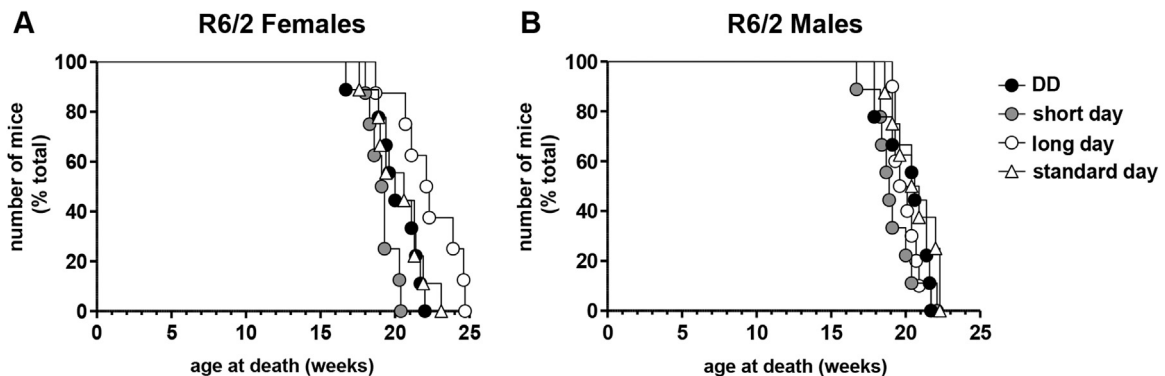 A
R6/2 Females
number of mice
(% total)
100
80
60
40
20
0
0 5 10 15 20 25
age at death (weeks)
B
R6/2 Males
number of mice
(% total)
100
80
60
40
20
0
0 5 10 15 20 25
age at death (weeks)
DD
short day
long day
standard day